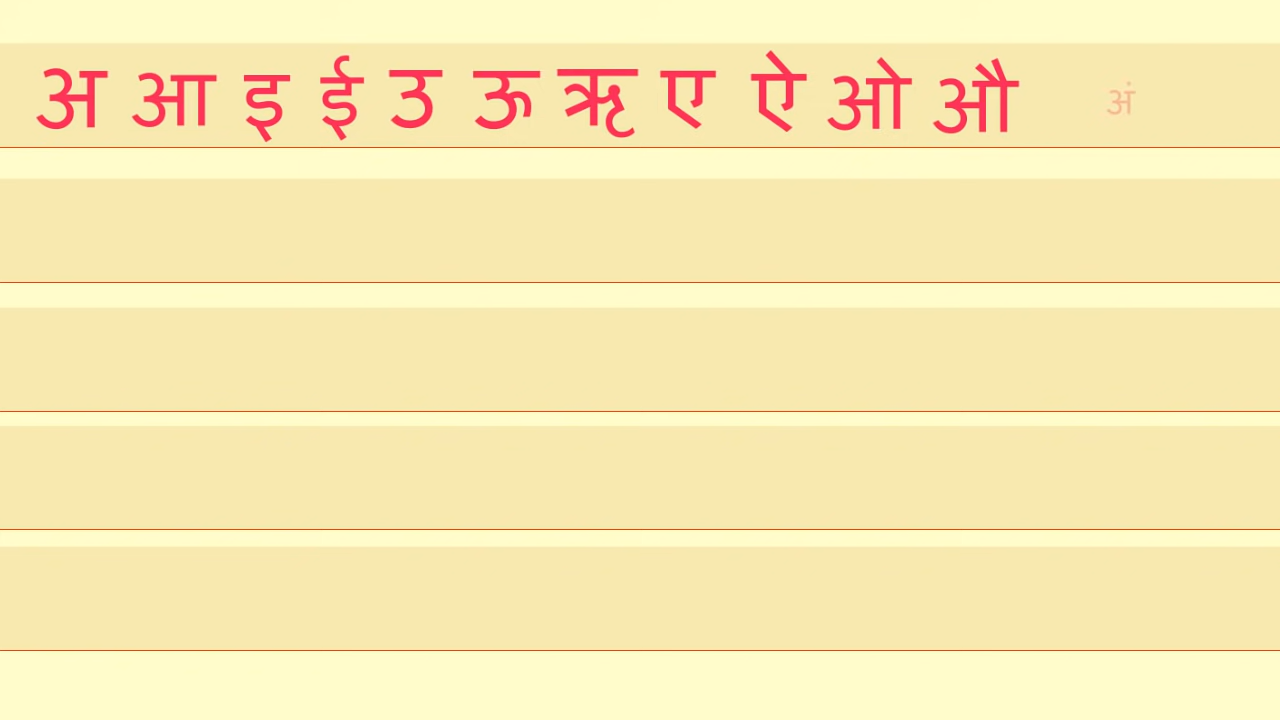 अ आ इ ई उ ऊ ऋ ए ऐ ओ औ अं